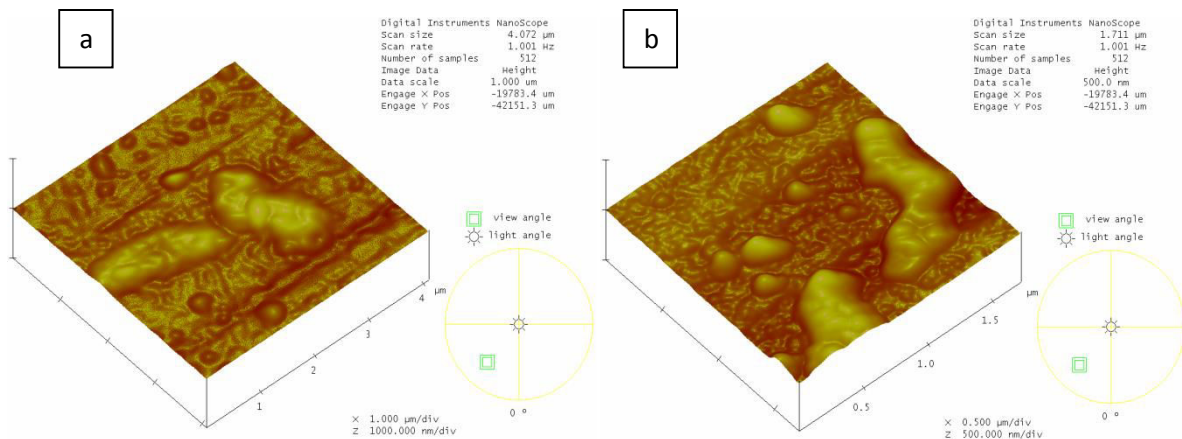 a
Digital Instruments NanoScope
Scan size 4.072 µm
Scan rate 1.001 Hz
Number of samples 512
Image Data Height
Data scale 1.000 um
Engage X Pos -19783.4 um
Engage Y Pos -42151.3 um
view angle
light angle
µm
4
3
2
1
0 º
X 1.000 µm/div
Z 1000.000 nm/div
b
Digital Instruments NanoScope
Scan size 1.711 µm
Scan rate 1.001 Hz
Number of samples 512
Image Data Height
Data scale 500.0 nm
Engage X Pos -19783.4 um
Engage Y Pos -42151.3 um
view angle
light angle
µm
1.5
1.0
0.5
0 º
X 0.500 µm/div
Z 500.000 nm/div